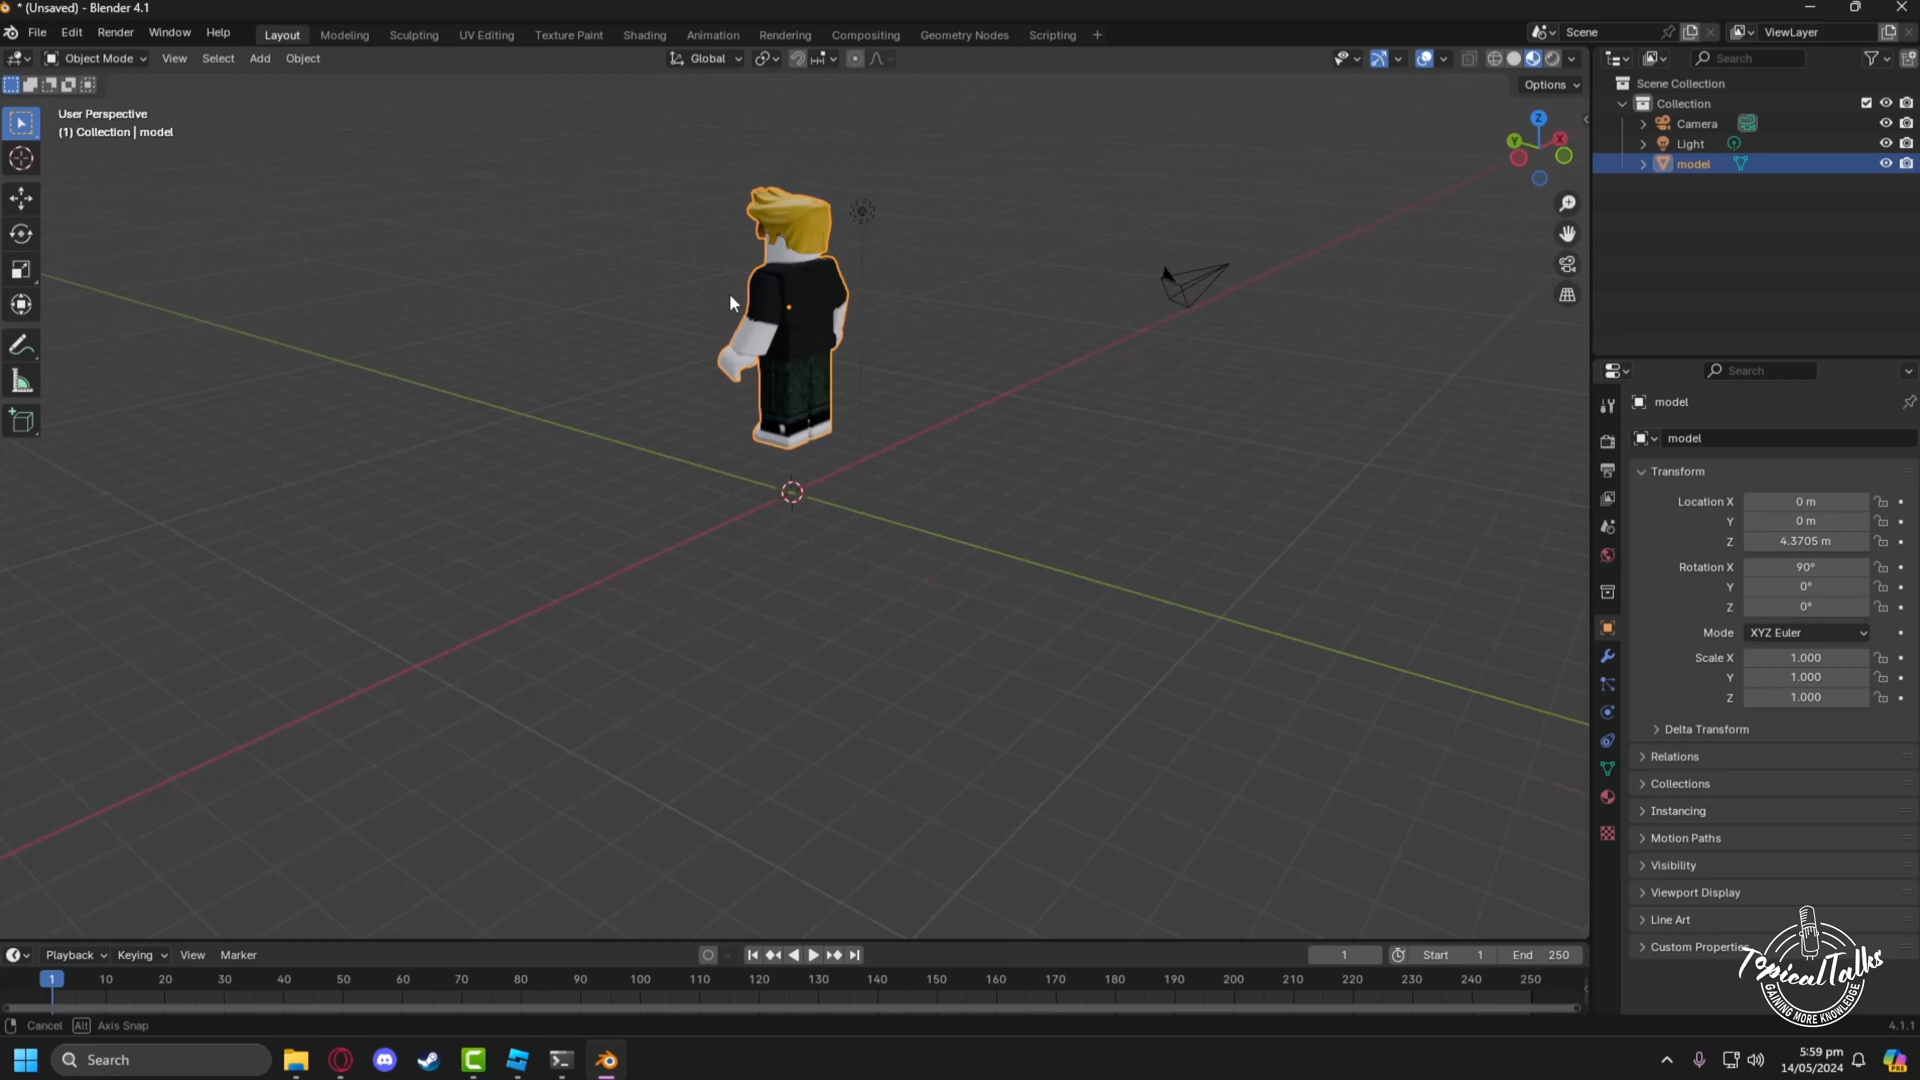 * (Unsaved) - Blender 4.1
File Edit Render Window Help Layout Modeling Sculpting UV Editing Texture Paint Shading Animation Rendering Compositing Geometry Nodes Scripting + Scene ViewLayer
Object Mode View Select Add Object Global Search
Options
User Perspective
(1) Collection | model
Z
Y
X
Scene Collection
Collection
Camera
Light
model
Search
model
model
Transform
Location X 0 m
Y 0 m
Z 4.3705 m
Rotation X 90°
Y 0°
Z 0°
Mode XYZ Euler
Scale X 1.000
Y 1.000
Z 1.000
Delta Transform
Relations
Collections
Instancing
Motion Paths
Visibility
Viewport Display
Line Art
Custom Properties
TopicalTalks
GAINING MORE KNOWLEDGE
Playback Keying View Marker 1 Start 1 End 250
1 10 20 30 40 50 60 70 80 90 100 110 120 130 140 150 160 170 180 190 200 210 220 230 240 250
Cancel Alt Axis Snap 4.1.1
Search
5:59 pm
14/05/2024
PRE